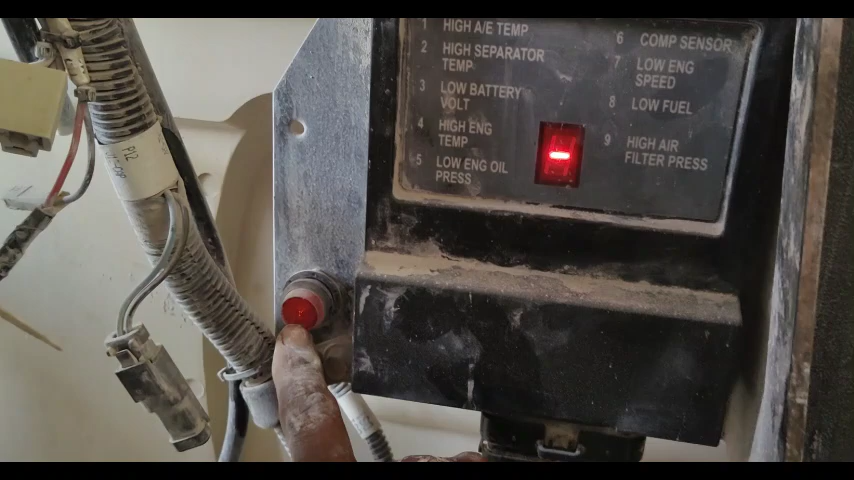 1 HIGH A/E TEMP
2 HIGH SEPARATOR
TEMP
3 LOW BATTERY
VOLT
4 HIGH ENG
TEMP
5 LOW ENG OIL
PRESS
6 COMP SENSOR
7 LOW ENG
SPEED
8 LOW FUEL
9 HIGH AIR
FILTER PRESS
P12